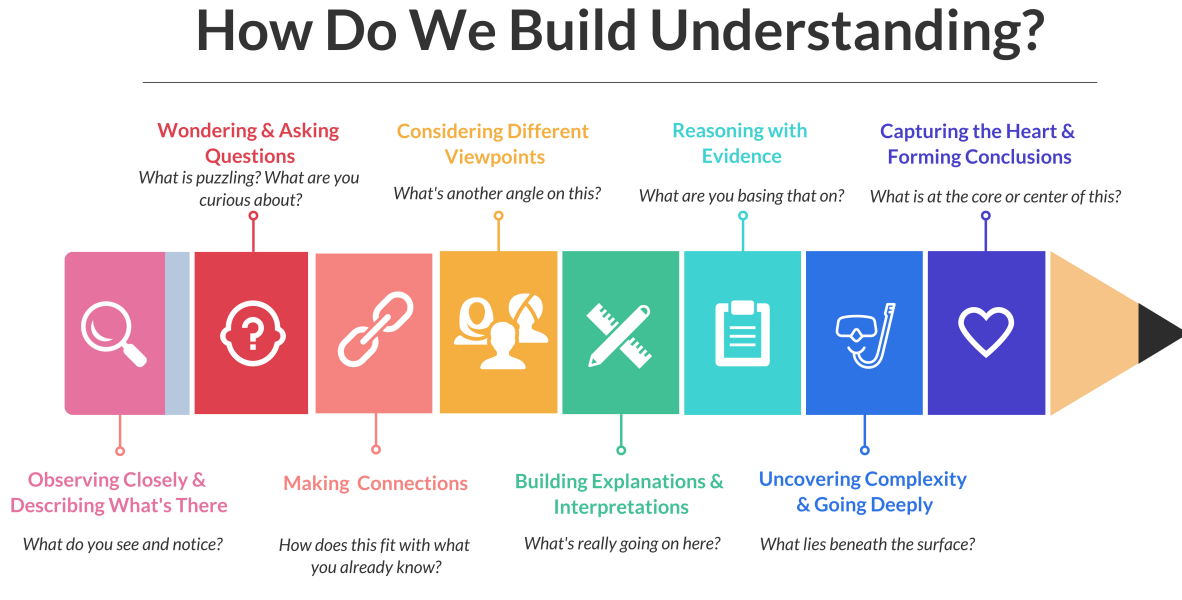 How Do We Build Understanding?
Wondering & Asking
Questions
What is puzzling? What are you
curious about?
Considering Different
Viewpoints
What's another angle on this?
Reasoning with
Evidence
What are you basing that on?
Capturing the Heart &
Forming Conclusions
What is at the core or center of this?
?
Observing Closely &
Describing What's There
What do you see and notice?
Making Connections
How does this fit with what
you already know?
Building Explanations &
Interpretations
What's really going on here?
Uncovering Complexity
& Going Deeply
What lies beneath the surface?